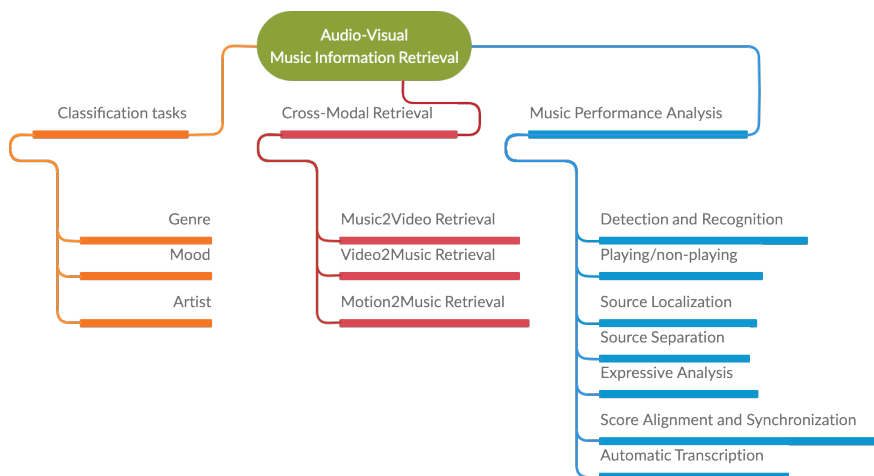 Audio-Visual
Music Information Retrieval
Classification tasks
Cross-Modal Retrieval
Music Performance Analysis
Genre
Mood
Artist
Music2Video Retrieval
Video2Music Retrieval
Motion2Music Retrieval
Detection and Recognition
Playing/non-playing
Source Localization
Source Separation
Expressive Analysis
Score Alignment and Synchronization
Automatic Transcription